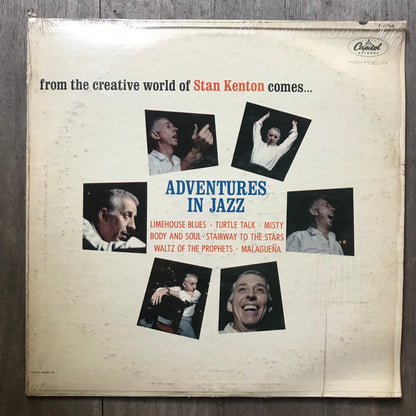 Capitol
RECORDS
HIGH FIDELITY
from the creative world of Stan Kenton comes...
ADVENTURES
IN JAZZ
LIMEHOUSE BLUES · TURTLE TALK · MISTY
BODY AND SOUL · STAIRWAY TO THE STARS
WALTZ OF THE PROPHETS · MALAGUEÑA